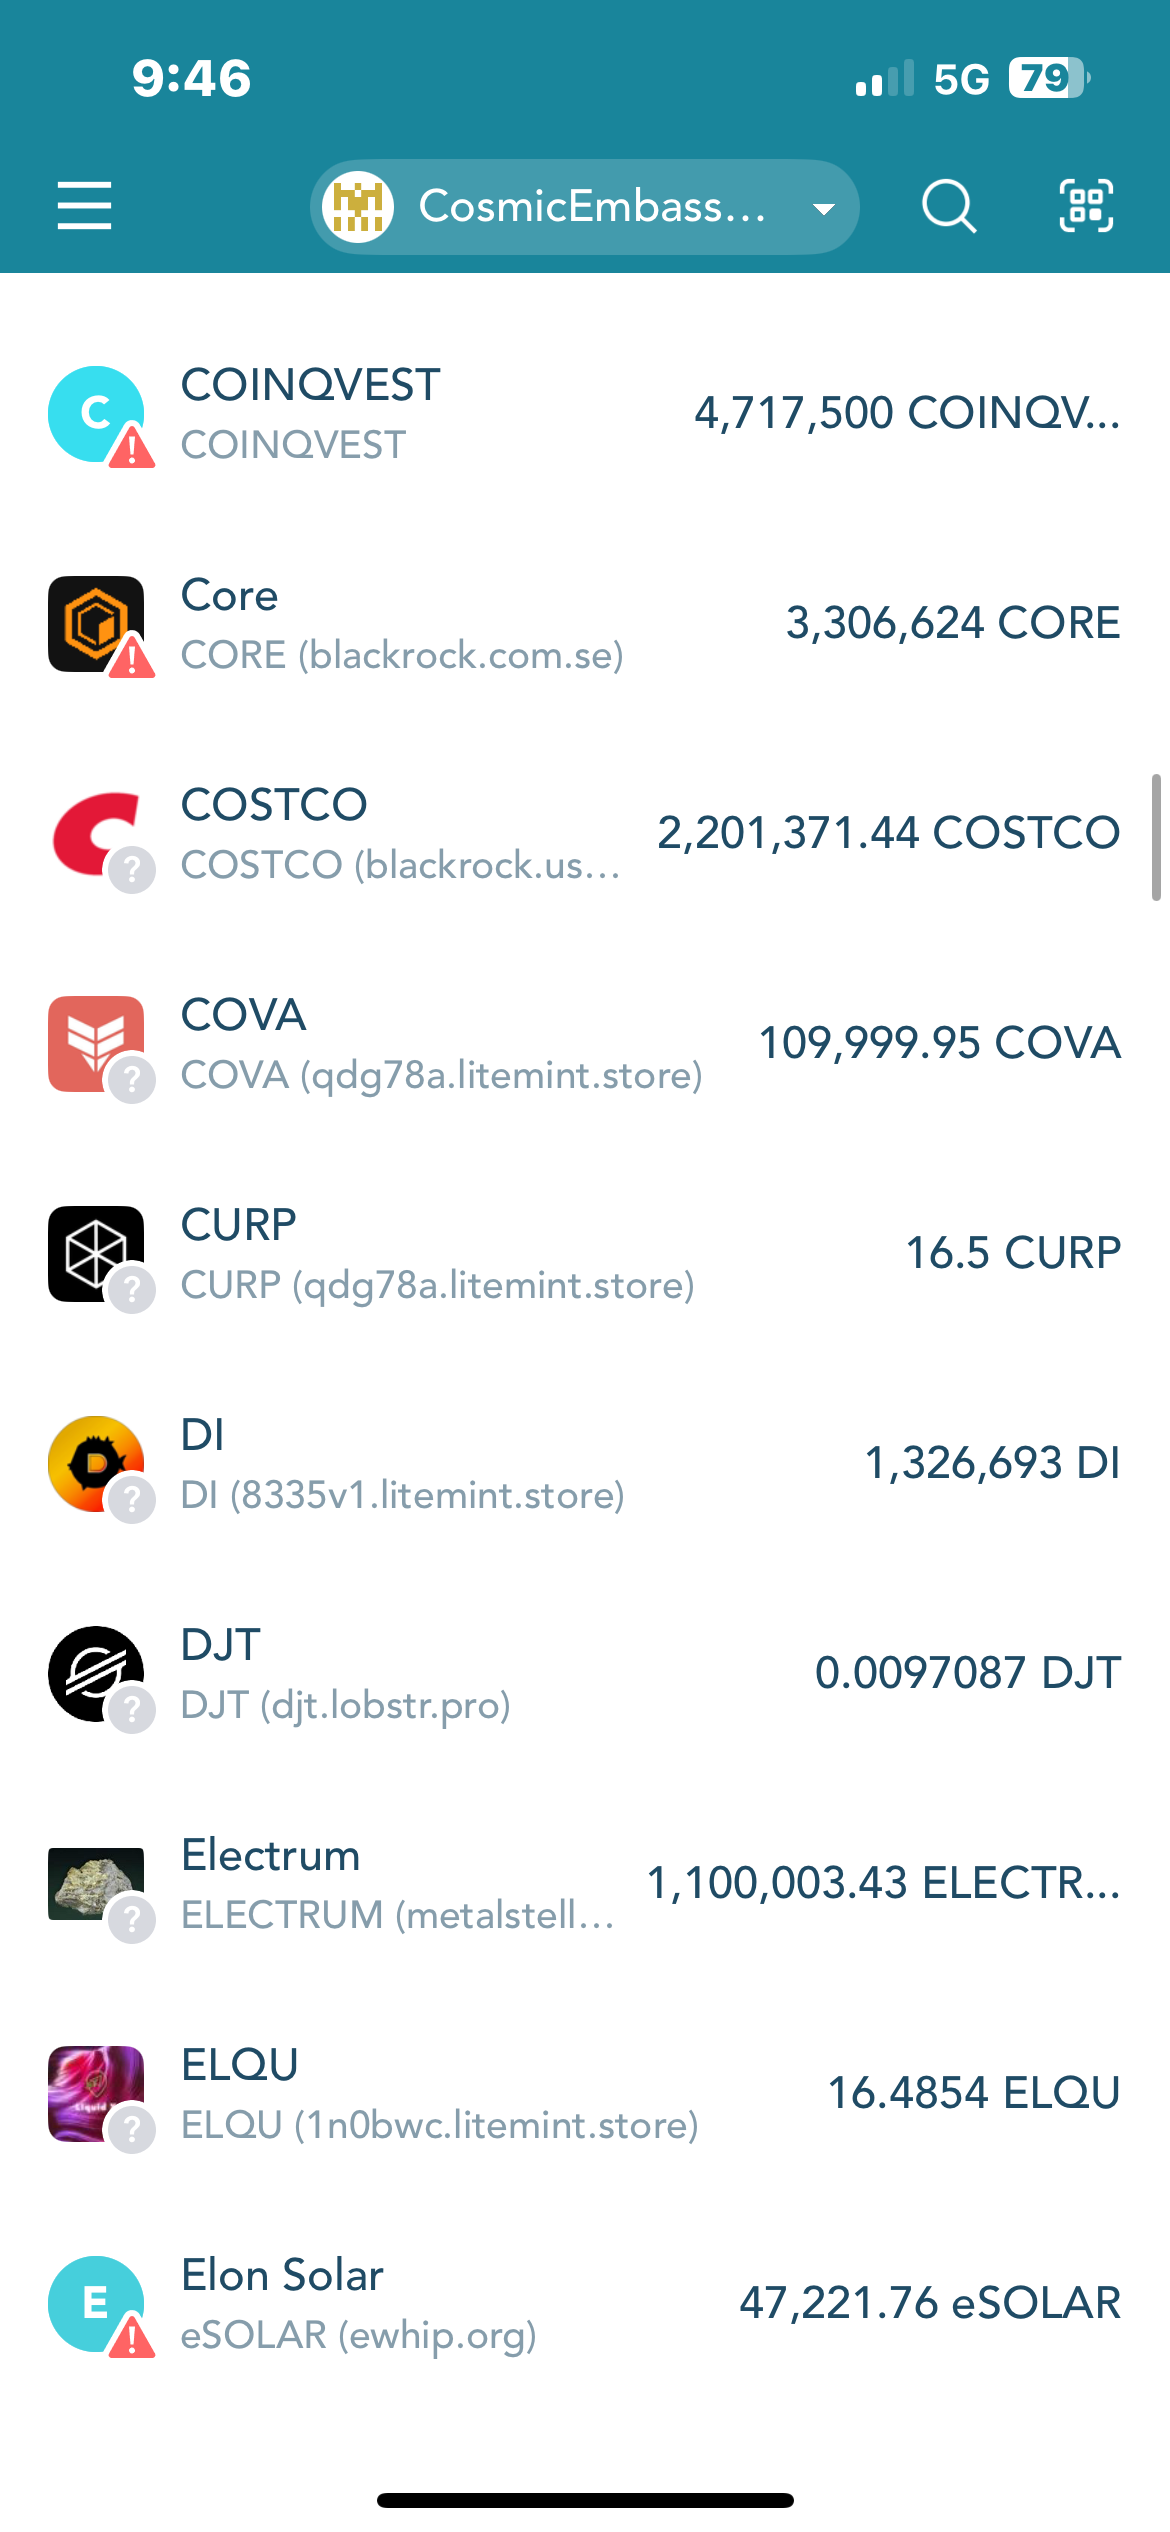 9:46
5G 79
CosmicEmbass...
C
COINQVEST
COINQVEST
4,717,500 COINQV...
Core
CORE (blackrock.com.se)
3,306,624 CORE
COSTCO
COSTCO (blackrock.us...
2,201,371.44 COSTCO
COVA
COVA (qdg78a.litemint.store)
109,999.95 COVA
CURP
CURP (qdg78a.litemint.store)
16.5 CURP
D
DI
DI (8335v1.litemint.store)
1,326,693 DI
DJT
DJT (djt.lobstr.pro)
0.0097087 DJT
Electrum
ELECTRUM (metalstell...
1,100,003.43 ELECTR...
ELQU
ELQU (1n0bwc.litemint.store)
16.4854 ELQU
E
Elon Solar
eSOLAR (ewhip.org)
47,221.76 eSOLAR